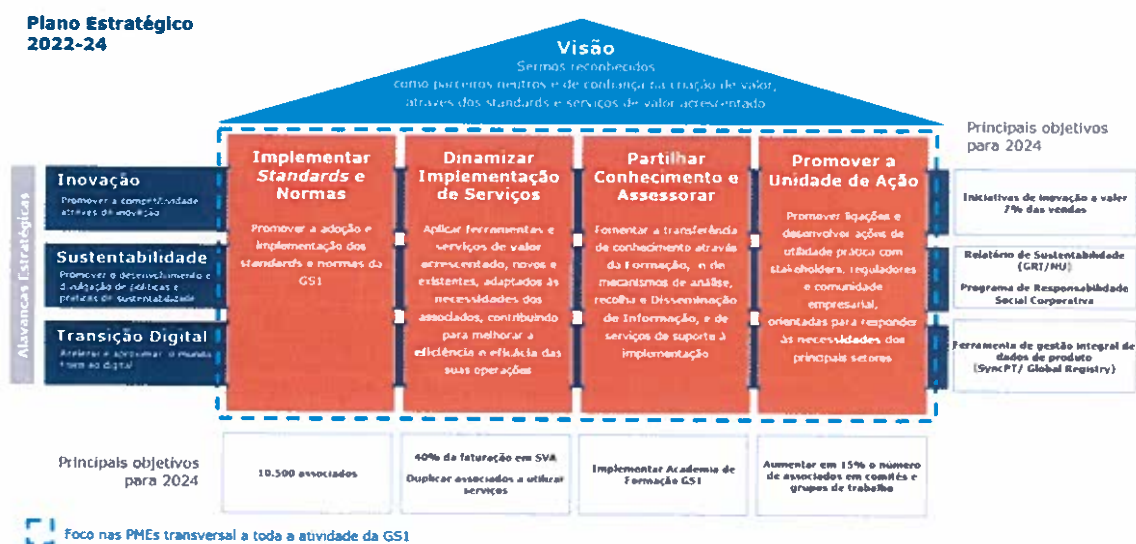 Plano Estratégico
2022-24
Visão
Sermos reconhecidos
como parceiros neutros e de confiança na criação de valor,
através dos standards e serviços de valor acrescentado
Principais objetivos
para 2024
Alavancas Estratégicas
Inovação
Promover a competitividade
através da inovação
Sustentabilidade
Promover o desenvolvimento e
divulgação de políticas e
práticas de sustentabilidade
Transição Digital
Acelerar e aproximar o mundo
físico ao digital
Implementar
Standards e
Normas
Promover a adoção e
implementação dos
standards e normas da
GS1
Dinamizar
Implementação
de Serviços
Aplicar ferramentas e
serviços de valor
acrescentado, novos e
existentes, adaptados às
necessidades dos
associados, contribuindo
para melhorar a
eficiência e eficácia das
suas operações
Partilhar
Conhecimento e
Assessorar
Fomentar a transferência
de conhecimento através
da Formação, e de
mecanismos de análise,
recolha e Disseminação
de Informação, e de
serviços de suporte à
implementação
Promover a
Unidade de Ação
Promover ligações e
desenvolver ações de
utilidade prática com
stakeholders, reguladores
e comunidade
empresarial,
orientadas para responder
às necessidades dos
principais setores
Iniciativas de inovação a valer
7% das vendas
Relatório de Sustentabilidade
(GRI/NU)
Programa de Responsabilidade
Social Corporativa
Ferramenta de gestão integral de
dados de produto
(SyncPT/ Global Registry)
Principais objetivos
para 2024
10.500 associados
40% da faturação em SVA
Duplicar associados a utilizar
serviços
Implementar Academia de
Formação GS1
Aumentar em 15% o número
de associados em comités e
grupos de trabalho
Foco nas PMEs transversal a toda a atividade da GS1